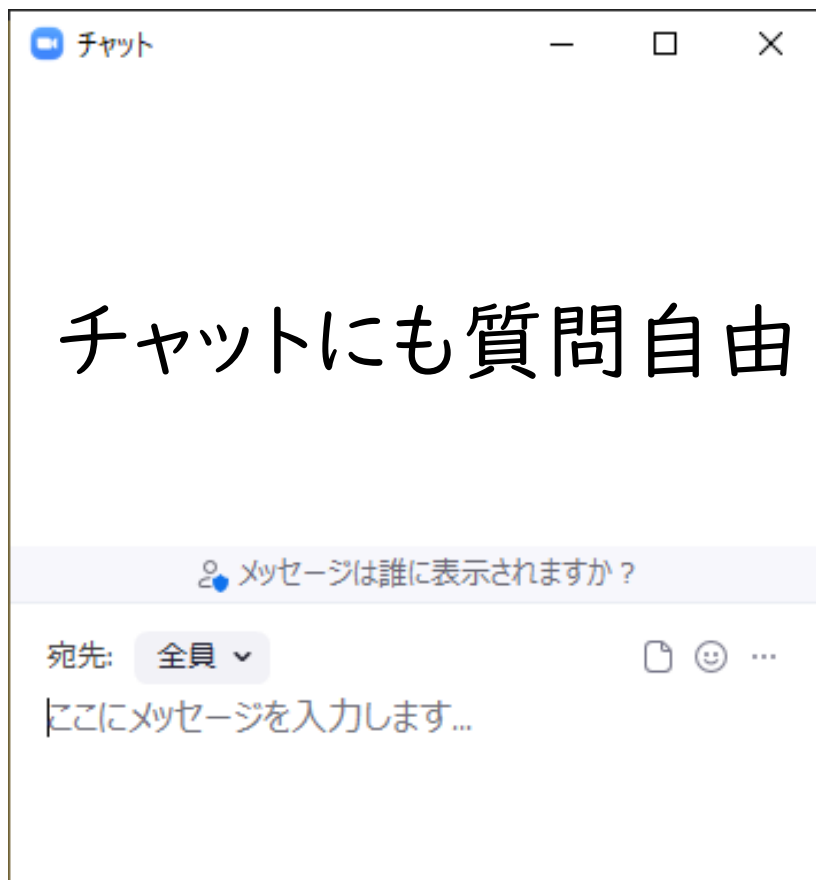 チャット
チャットにも質問自由
メッセージは誰に表示されますか?
宛先: 全員
ここにメッセージを入力します...